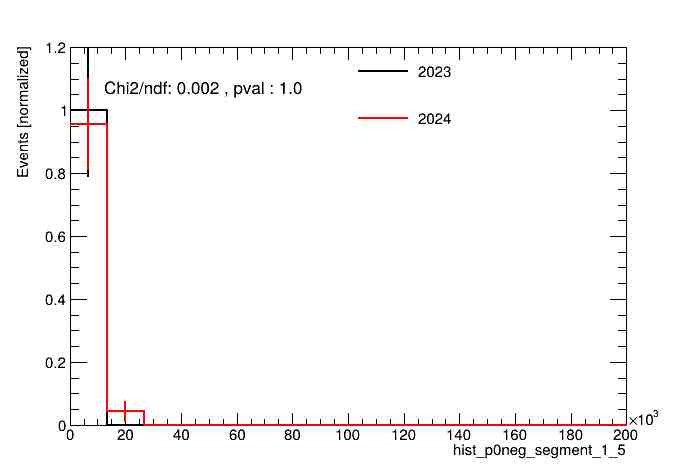 Events [normalized]
1.2
1
0.8
0.6
0.4
0.2
0
Chi2/ndf: 0.002 , pval : 1.0
2023
2024
0 20 40 60 80 100 120 140 160 180 200
×10³
hist_p0neg_segment_1_5